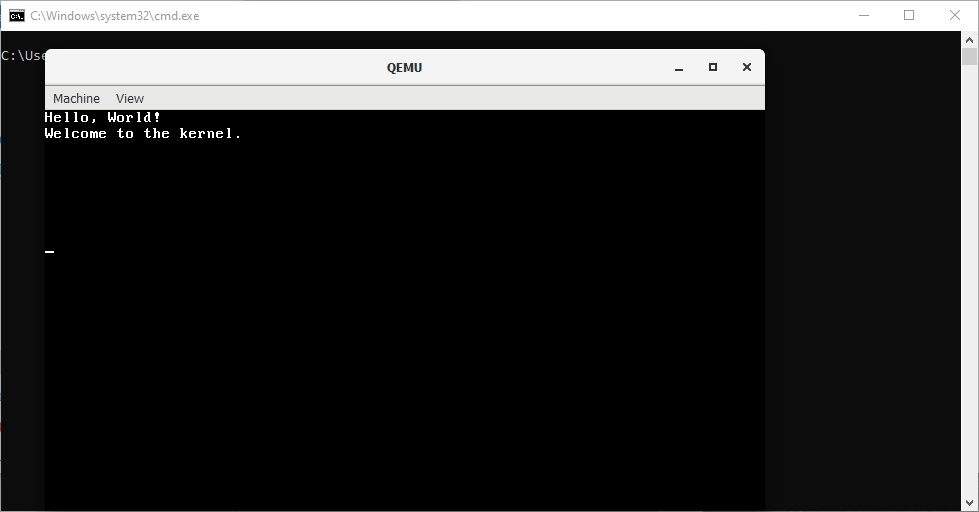 C:\Windows\system32\cmd.exe
C:\Use
QEMU
Machine View
Hello, World!
Welcome to the kernel.